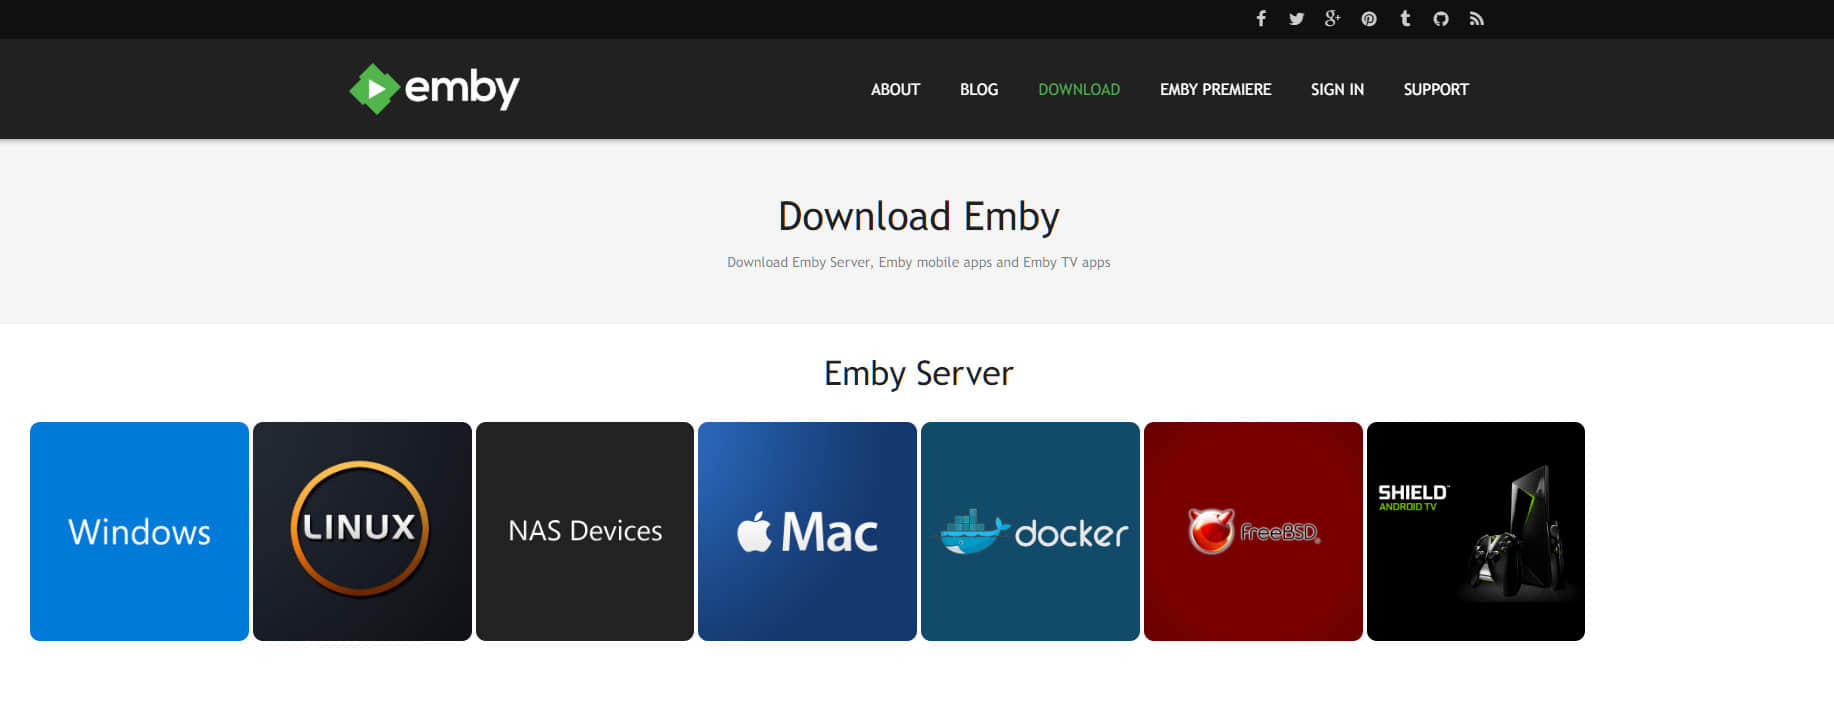 emby
ABOUT BLOG DOWNLOAD EMBY PREMIERE SIGN IN SUPPORT
Download Emby
Download Emby Server, Emby mobile apps and Emby TV apps
Emby Server
Windows
LINUX
NAS Devices
Mac
docker
FreeBSD®
SHIELD™
ANDROID TV